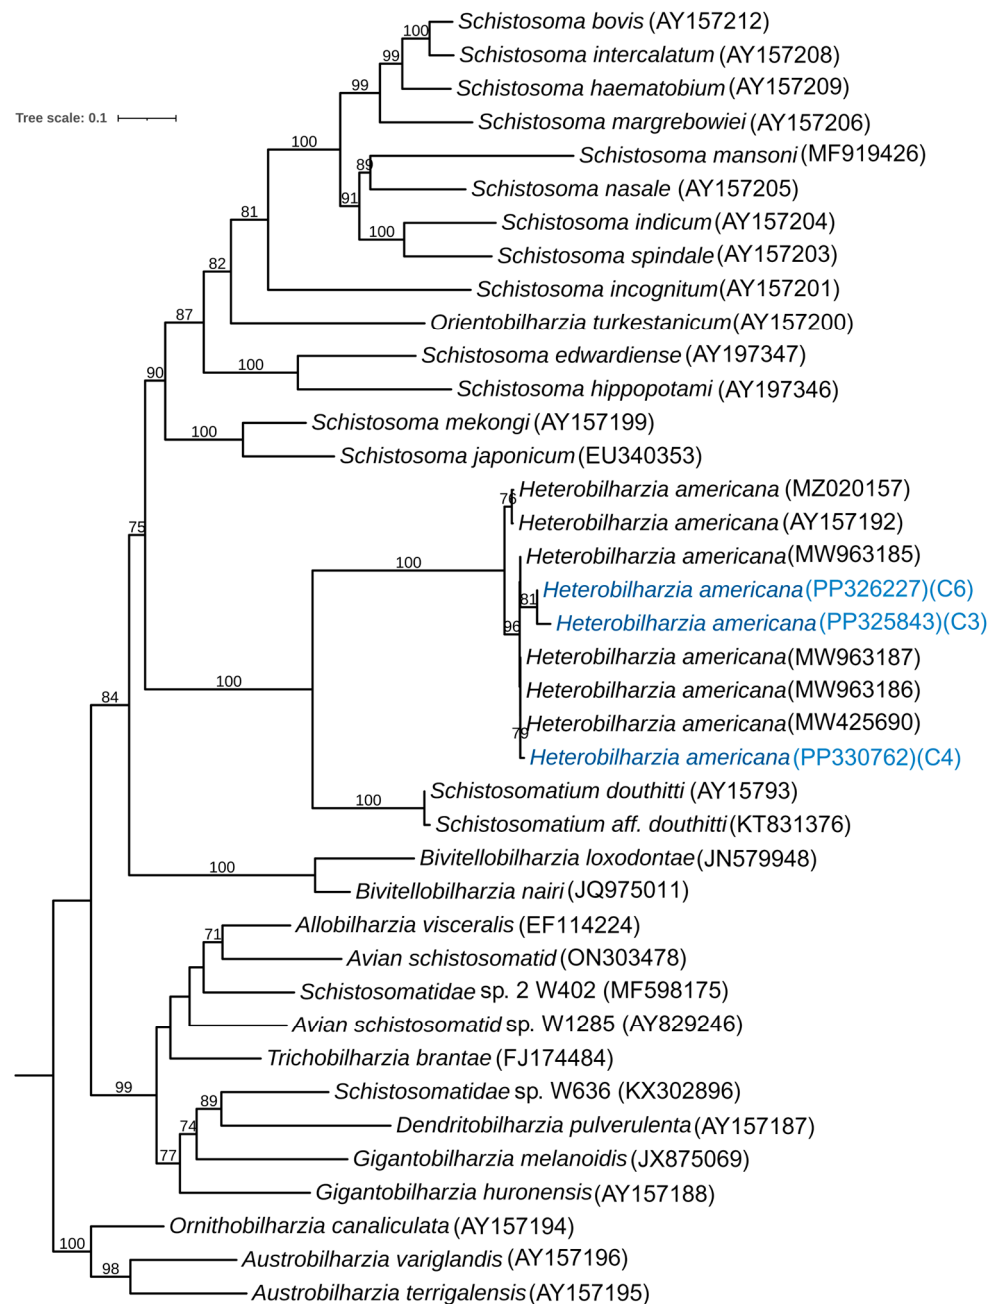 Schistosoma bovis (AY157212)
100
Schistosoma intercalatum (AY157208)
99
Schistosoma haematobium (AY157209)
99
Tree scale: 0.1
Schistosoma margrebowiei (AY157206)
100
Schistosoma mansoni (MF919426)
89
Schistosoma nasale (AY157205)
91
Schistosoma indicum (AY157204)
81
100
Schistosoma spindale (AY157203)
82
Schistosoma incognitum (AY157201)
87
Orientobilharzia turkestanicum (AY157200)
Schistosoma edwardiense (AY197347)
100
90
Schistosoma hippopotami (AY197346)
Schistosoma mekongi (AY157199)
100
Schistosoma japonicum (EU340353)
Heterobilharzia americana (MZ020157)
76
Heterobilharzia americana (AY157192)
75
Heterobilharzia americana (MW963185)
100
Heterobilharzia americana (PP326227)(C6)
81
Heterobilharzia americana (PP325843)(C3)
96
Heterobilharzia americana (MW963187)
100
Heterobilharzia americana (MW963186)
84
Heterobilharzia americana (MW425690)
79
Heterobilharzia americana (PP330762)(C4)
Schistosomatium douthitti (AY15793)
100
Schistosomatium aff. douthitti (KT831376)
Bivitellobilharzia loxodontae (JN579948)
100
Bivitellobilharzia nairi (JQ975011)
Allobilharzia visceralis (EF114224)
71
Avian schistosomatid (ON303478)
Schistosomatidae sp. 2 W402 (MF598175)
Avian schistosomatid sp. W1285 (AY829246)
Trichobilharzia brantae (FJ174484)
99
Schistosomatidae sp. W636 (KX302896)
89
Dendritobilharzia pulverulenta (AY157187)
74
Gigantobilharzia melanoidis (JX875069)
77
Gigantobilharzia huronensis (AY157188)
Ornithobilharzia canaliculata (AY157194)
100
Austrobilharzia variglandis (AY157196)
98
Austrobilharzia terrigalensis (AY157195)